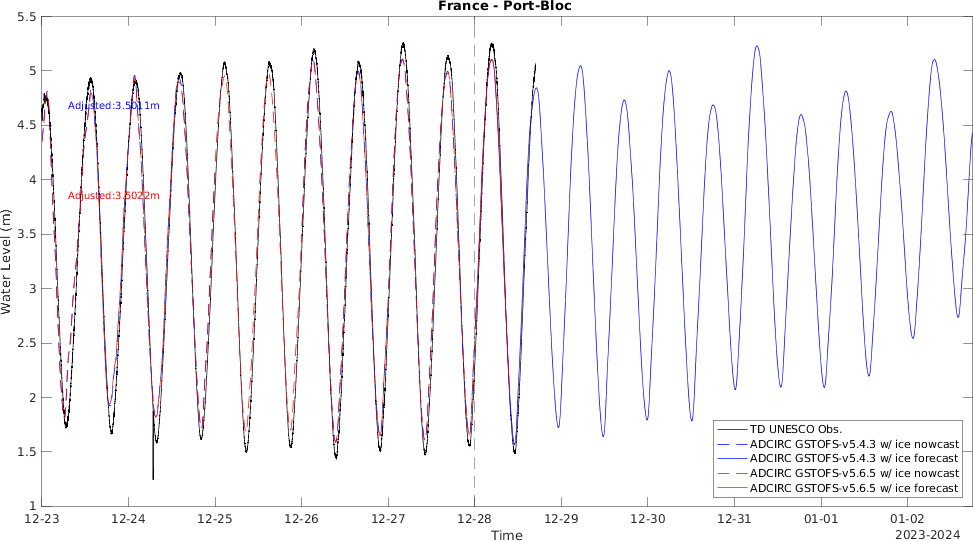 France - Port-Bloc
5.5
5
4.5
4
3.5
3
2.5
2
1.5
1
Water Level (m)
Adjusted:3.5011m
Adjusted:3.5022m
TD UNESCO Obs.
ADCIRC GSTOFS-v5.4.3 w/ ice nowcast
ADCIRC GSTOFS-v5.4.3 w/ ice forecast
ADCIRC GSTOFS-v5.6.5 w/ ice nowcast
ADCIRC GSTOFS-v5.6.5 w/ ice forecast
12-23 12-24 12-25 12-26 12-27 12-28 12-29 12-30 12-31 01-01 01-02
Time
2023-2024